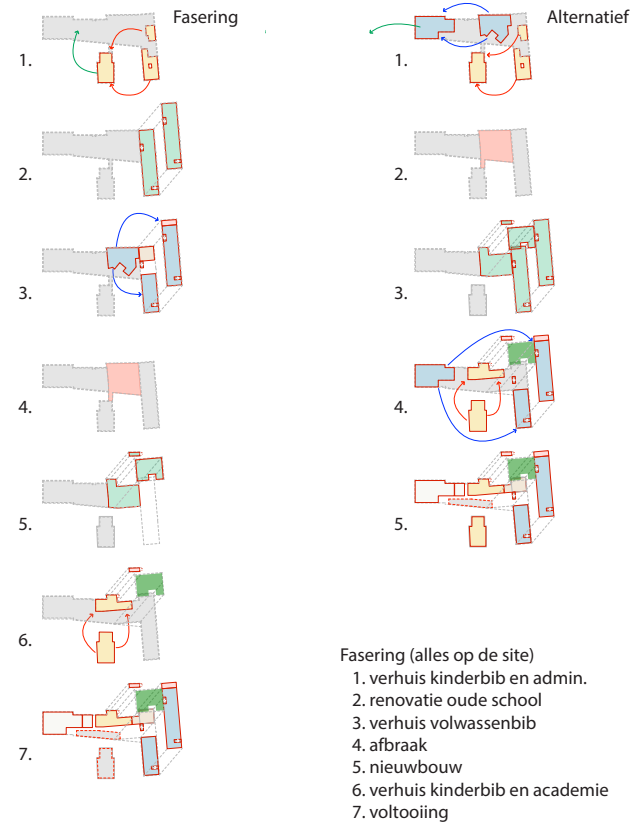 Fasering
1.
2.
3.
4.
5.
6.
7.
Alternatief
1.
2.
3.
4.
5.
Fasering (alles op de site)
1. verhuis kinderbib en admin.
2. renovatie oude school
3. verhuis volwassenbib
4. afbraak
5. nieuwbouw
6. verhuis kinderbib en academie
7. voltooiing